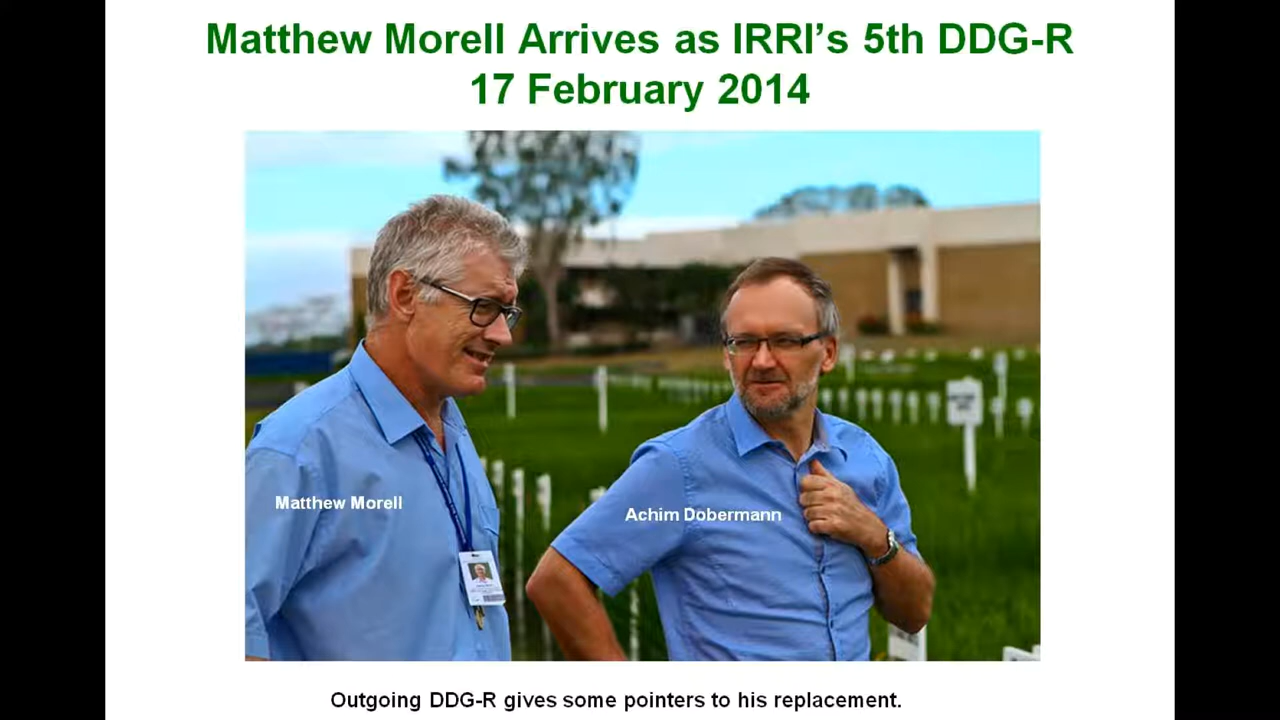 Matthew Morell Arrives as IRRI’s 5th DDG-R
17 February 2014
Matthew Morell
Achim Dobermann
Outgoing DDG-R gives some pointers to his replacement.